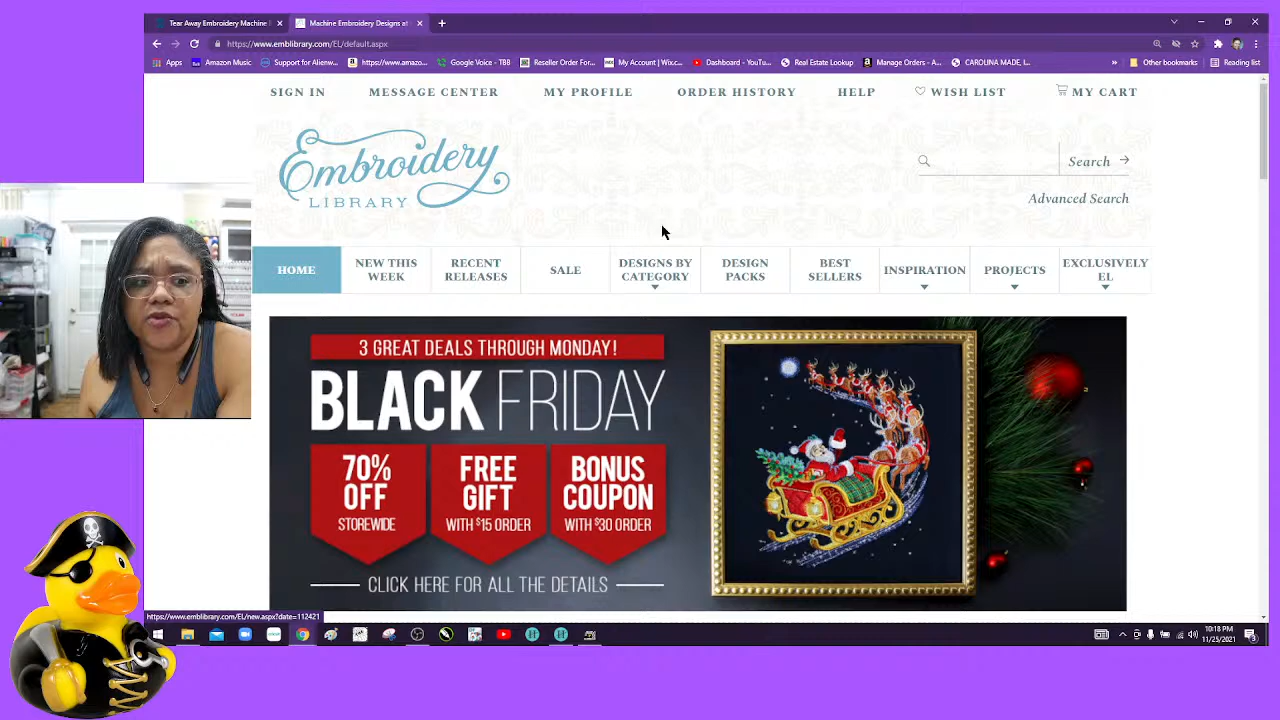 Tear Away Embroidery Machine
Machine Embroidery Designs at
https://www.emblibrary.com/EL/default.aspx
Apps
Amazon Music
Support for Alienw...
https://www.amazo...
Google Voice - TBB
Reseller Order For...
My Account | Wix.c...
Dashboard - YouTu...
Real Estate Lookup
Manage Orders - A...
CAROLINA MADE, I...
Other bookmarks
Reading list
SIGN IN
MESSAGE CENTER
MY PROFILE
ORDER HISTORY
HELP
WISH LIST
MY CART
Embroidery
LIBRARY
Search
Advanced Search
HOME
NEW THIS
WEEK
RECENT
RELEASES
SALE
DESIGNS BY
CATEGORY
DESIGN
PACKS
BEST
SELLERS
INSPIRATION
PROJECTS
EXCLUSIVELY
EL
3 GREAT DEALS THROUGH MONDAY!
BLACK FRIDAY
70%
OFF
STOREWIDE
FREE
GIFT
WITH $15 ORDER
BONUS
COUPON
WITH $30 ORDER
CLICK HERE FOR ALL THE DETAILS
https://www.emblibrary.com/EL/new.aspx?date=112421
10:18 PM
11/25/2021